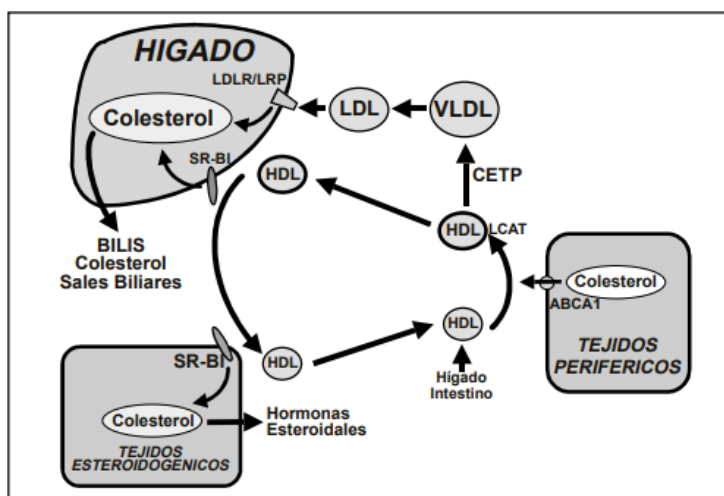 HIGADO
LDLR/LRP
Colesterol
SR-BI
LDL
VLDL
HDL
CETP
HDL
LCAT
BILIS
Colesterol
Sales Biliares
Colesterol
ABCA1
TEJIDOS
PERIFERICOS
HDL
HDL
Hígado
Intestino
SR-BI
Colesterol
Hormonas
Esteroidales
TEJIDOS
ESTEROIDOGENICOS